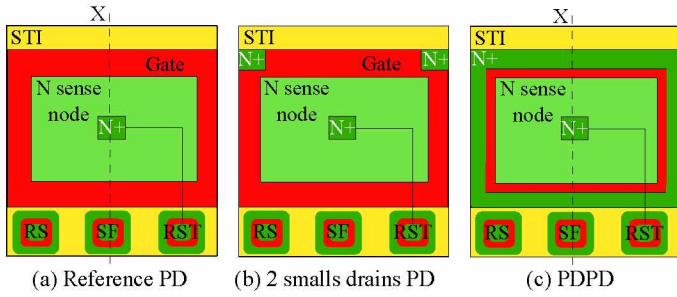 X
STI
Gate
N sense
node
N+
RS
SF
RST
(a) Reference PD
STI
N+
N+
Gate
N sense
node
N+
RS
SF
RST
(b) 2 smalls drains PD
X
STI
N+
N sense
node
N+
RS
SF
RST
(c) PDPD